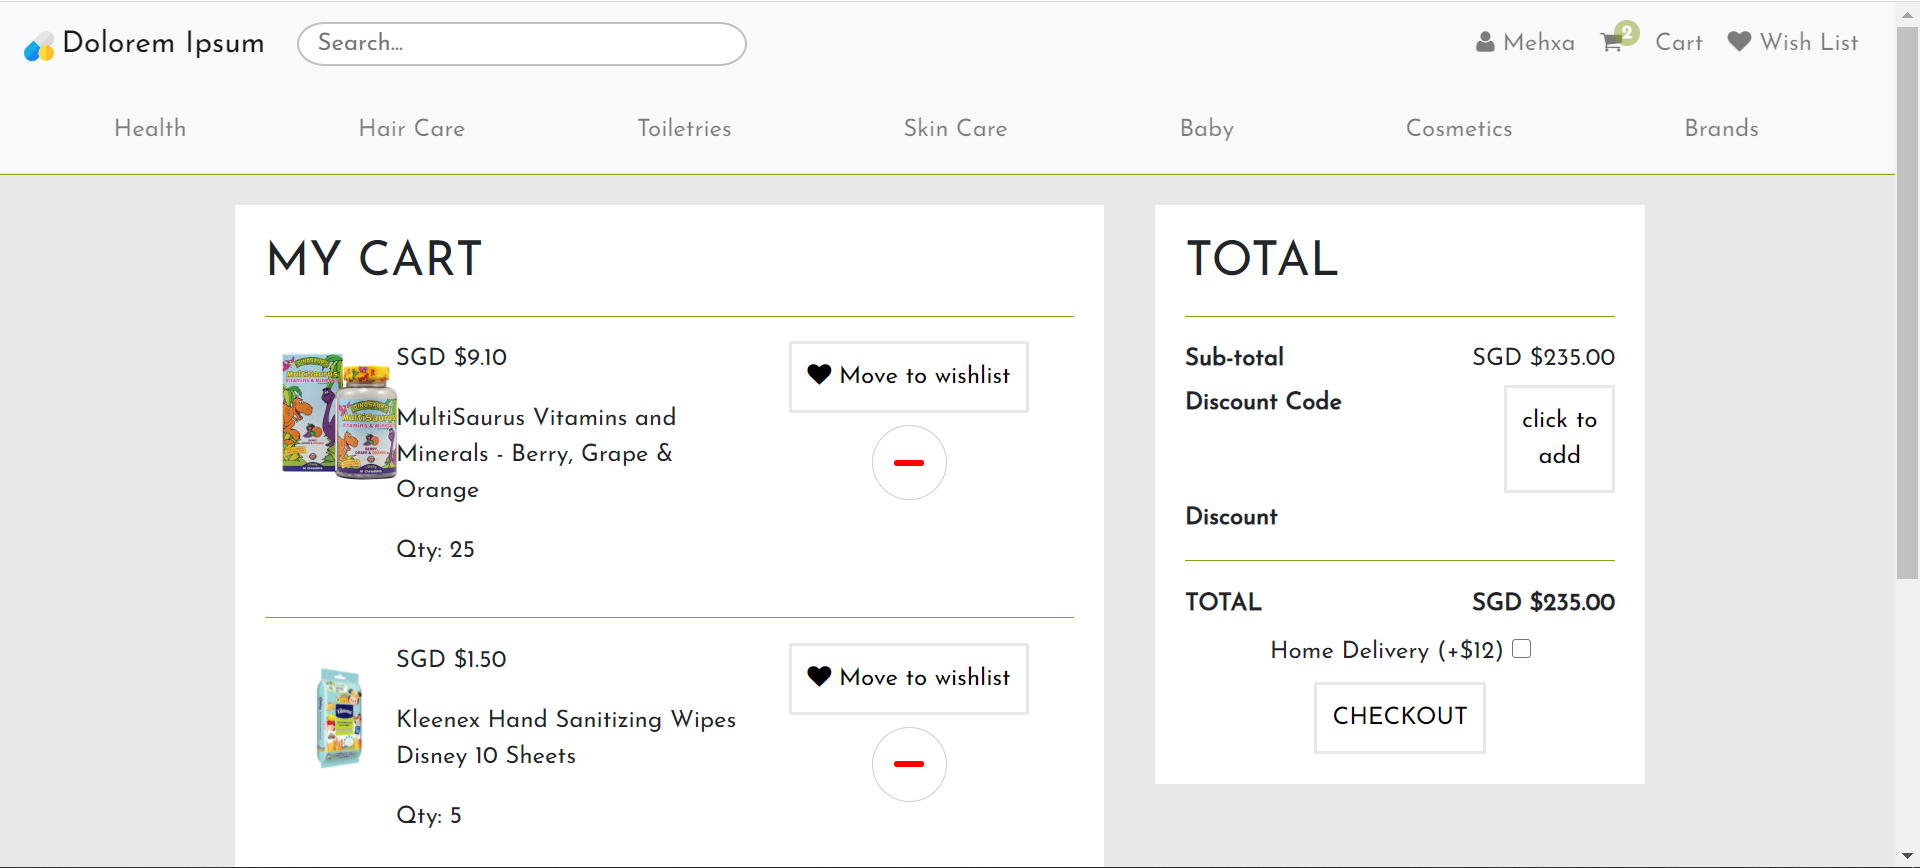 Dolorem Ipsum
Search...
Mehxa
2
Cart
Wish List
Health
Hair Care
Toiletries
Skin Care
Baby
Cosmetics
Brands
MY CART
SGD $9.10
MultiSaurus Vitamins and
Minerals - Berry, Grape &
Orange
Qty: 25
Move to wishlist
SGD $1.50
Kleenex Hand Sanitizing Wipes
Disney 10 Sheets
Qty: 5
Move to wishlist
TOTAL
Sub-total SGD $235.00
Discount Code
click to
add
Discount
TOTAL SGD $235.00
Home Delivery (+$12)
CHECKOUT